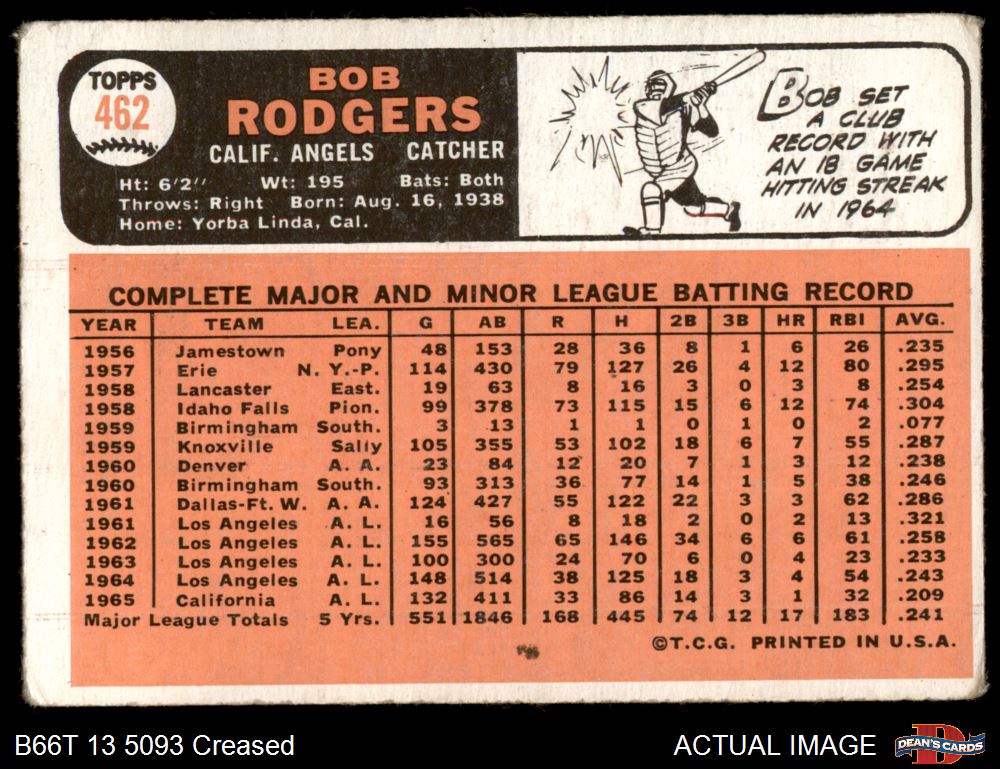 TOPPS
462
BOB
RODGERS
CALIF. ANGELS CATCHER
Ht: 6'2" Wt: 195 Bats: Both
Throws: Right Born: Aug. 16, 1938
Home: Yorba Linda, Cal.
BOB SET
A CLUB
RECORD WITH
AN 18 GAME
HITTING STREAK
IN 1964
COMPLETE MAJOR AND MINOR LEAGUE BATTING RECORD
YEAR TEAM LEA. G AB R H 2B 3B HR RBI AVG.
1956 Jamestown Pony 48 153 28 36 8 1 6 26 .235
1957 Erie N. Y.-P. 114 430 79 127 26 4 12 80 .295
1958 Lancaster East. 19 63 8 16 3 0 3 8 .254
1958 Idaho Falls Pion. 99 378 73 115 15 6 12 74 .304
1959 Birmingham South. 3 13 1 1 0 1 0 2 .077
1959 Knoxville Sally 105 355 53 102 18 6 7 55 .287
1960 Denver A. A. 23 84 12 20 7 1 3 12 .238
1960 Birmingham South. 93 313 36 77 14 1 5 38 .246
1961 Dallas-Ft. W. A. A. 124 427 55 122 22 3 3 62 .286
1961 Los Angeles A. L. 16 56 8 18 2 0 2 13 .321
1962 Los Angeles A. L. 155 565 65 146 34 6 6 61 .258
1963 Los Angeles A. L. 100 300 24 70 6 0 4 23 .233
1964 Los Angeles A. L. 148 514 38 125 18 3 4 54 .243
1965 California A. L. 132 411 33 86 14 3 1 32 .209
Major League Totals 5 Yrs. 551 1846 168 445 74 12 17 183 .241
©T.C.G. PRINTED IN U.S.A.
B66T 13 5093 Creased
ACTUAL IMAGE
DEAN'S CARDS